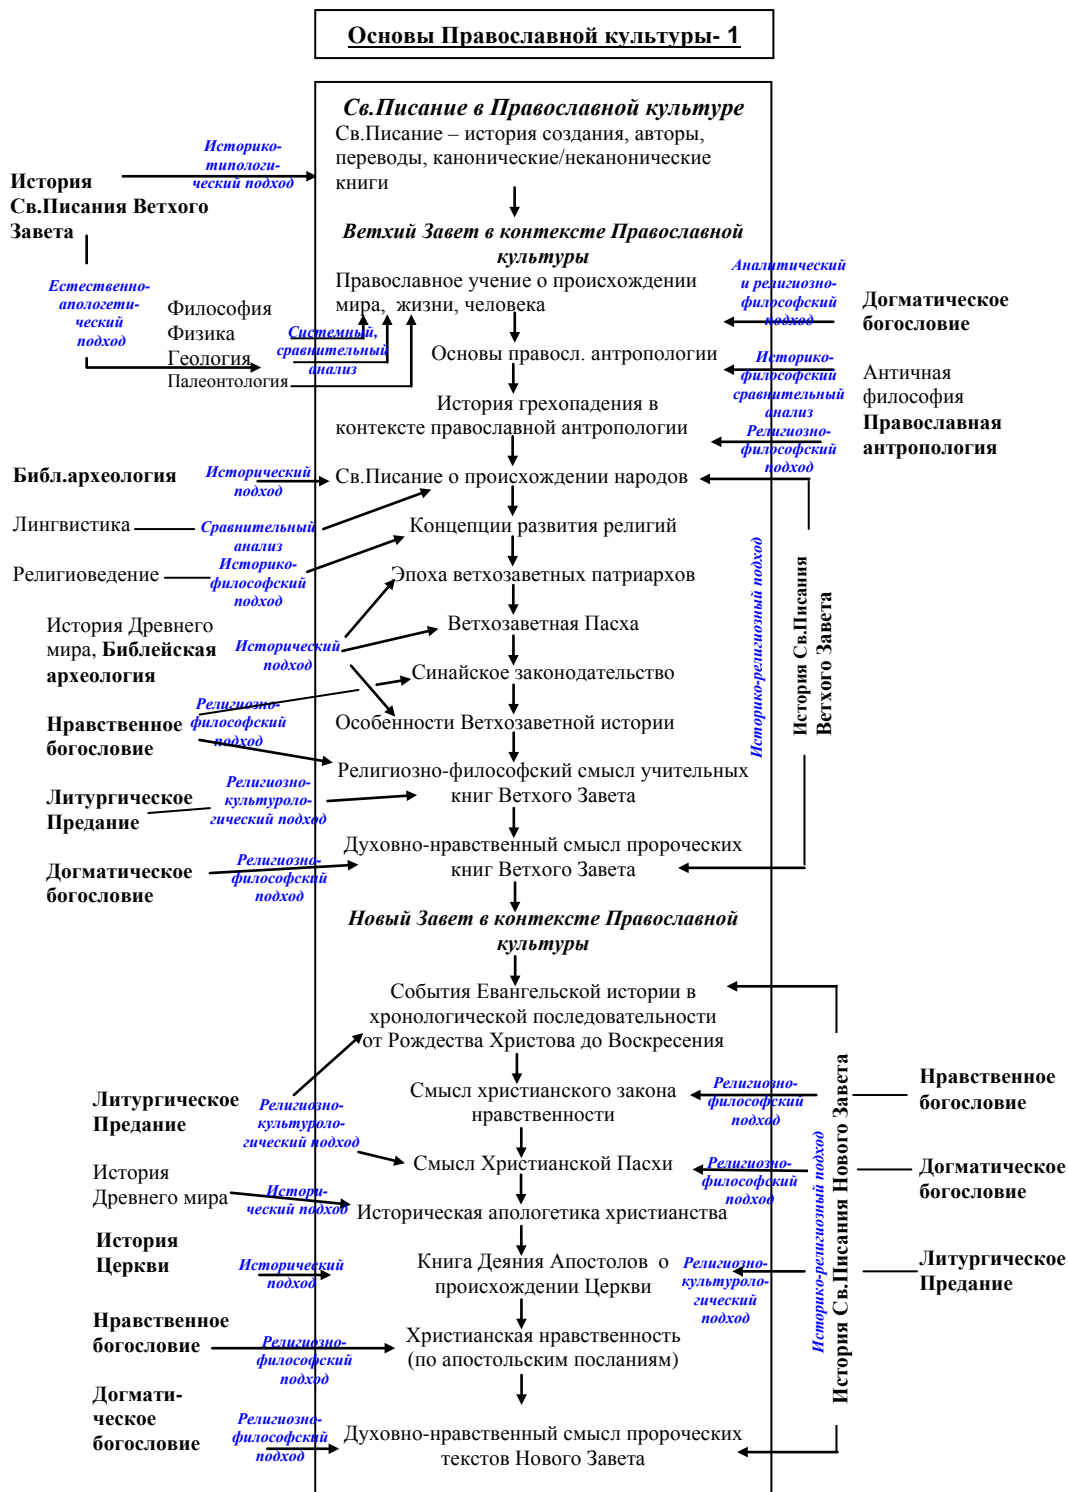 Основы Православной культуры- 1
Св.Писание в Православной культуре
Св.Писание – история создания, авторы,
переводы, канонические/неканонические
книги
Историко-
типологи-
ческий подход
История
Св.Писания Ветхого
Завета
Ветхий Завет в контексте Православной
культуры
Православное учение о происхождении
мира, жизни, человека
Аналитический
и религиозно-
философский
подход
Догматическое
богословие
Естественно-
апологети-
ческий
подход
Философия
Физика
Геология
Палеонтология
Системный,
сравнительный
анализ
Основы правосл. антропологии
Историко-
философский
сравнительный
анализ
Античная
философия
Православная
антропология
Религиозно-
философский
подход
История грехопадения в
контексте православной антропологии
Библ.археология
Исторический
подход
Св.Писание о происхождении народов
Лингвистика
Сравнительный
анализ
Концепции развития религий
Религиоведение
Историко-
философский
подход
Эпоха ветхозаветных патриархов
История Древнего
мира, Библейская
археология
Исторический
подход
Ветхозаветная Пасха
Синайское законодательство
Историко-религиозный подход
История Св.Писания
Ветхого Завета
Нравственное
богословие
Религиозно-
философский
подход
Особенности Ветхозаветной истории
Религиозно-философский смысл учительных
книг Ветхого Завета
Литургическое
Предание
Религиозно-
культуроло-
гический подход
Духовно-нравственный смысл пророческих
книг Ветхого Завета
Догматическое
богословие
Религиозно-
философский
подход
Новый Завет в контексте Православной
культуры
События Евангельской истории в
хронологической последовательности
от Рождества Христова до Воскресения
Смысл христианского закона
нравственности
Религиозно-
философский
подход
Нравственное
богословие
Литургическое
Предание
Религиозно-
культуроло-
гический подход
Смысл Христианской Пасхи
Религиозно-
философский
подход
Догматическое
богословие
История
Древнего мира
Истори-
ческий подход
Историческая апологетика христианства
Историко-религиозный подход
История Св.Писания Нового Завета
История
Церкви
Исторический
подход
Книга Деяния Апостолов о
происхождении Церкви
Религиозно-
культуроло-
гический
подход
Литургическое
Предание
Нравственное
богословие
Религиозно-
философский
подход
Христианская нравственность
(по апостольским посланиям)
Догмати-
ческое
богословие
Религиозно-
философский
подход
Духовно-нравственный смысл пророческих
текстов Нового Завета